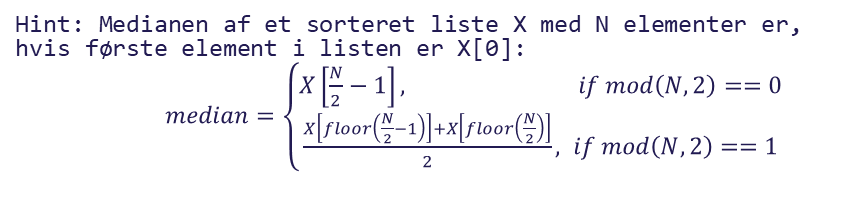 Hint: Medianen af et sorteret liste X med N elementer er,
hvis første element i listen er X[0]:
median = { X[N/2 − 1], if mod(N, 2) == 0
(X[floor(N/2−1)]+X[floor(N/2)])/2, if mod(N, 2) == 1